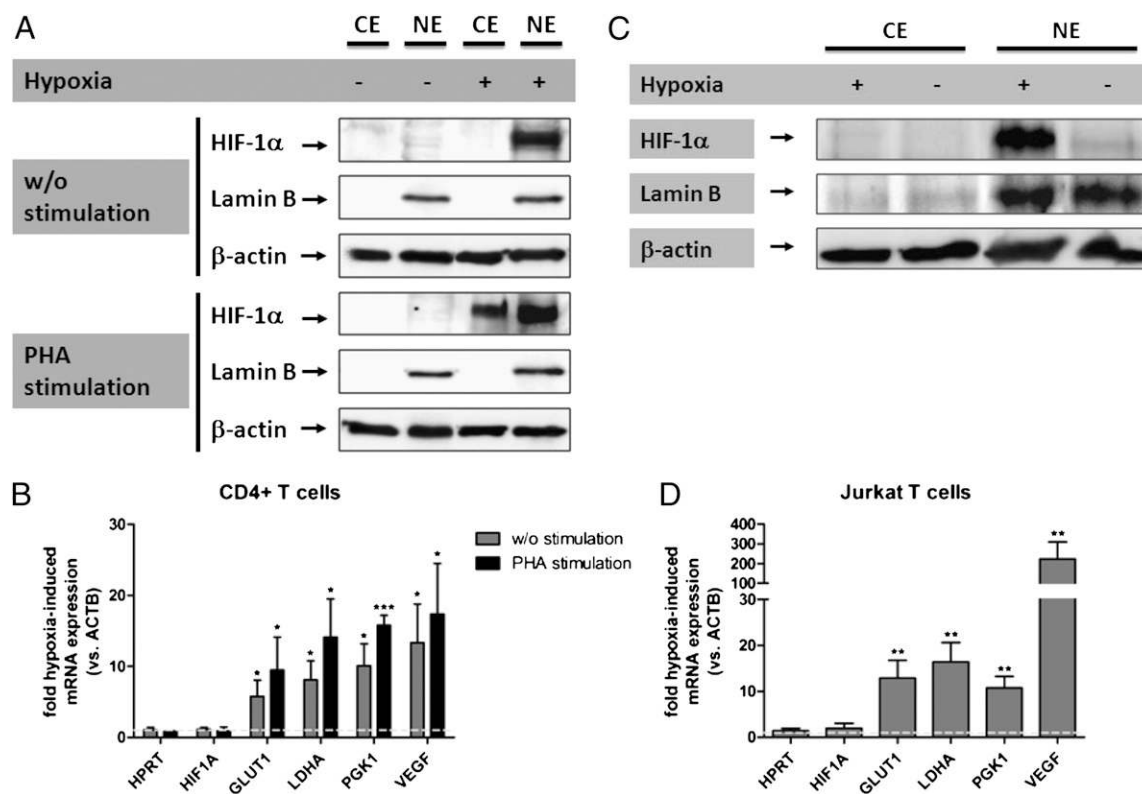 A
CE NE CE NE
Hypoxia - - + +
w/o
stimulation
HIF-1α
Lamin B
β-actin
PHA
stimulation
HIF-1α
Lamin B
β-actin
C
CE NE
Hypoxia + - + -
HIF-1α
Lamin B
β-actin
B
CD4+ T cells
fold hypoxia-induced
mRNA expression
(vs. ACTB)
30
20
10
0
* * * * * *** * *
w/o stimulation
PHA stimulation
HPRT HIF1A GLUT1 LDHA PGK1 VEGF
D
Jurkat T cells
fold hypoxia-induced
mRNA expression
(vs. ACTB)
400
300
200
100
30
20
10
0
** ** ** **
HPRT HIF1A GLUT1 LDHA PGK1 VEGF